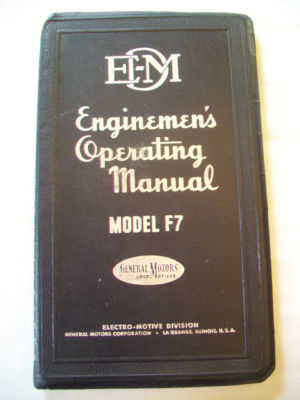 EMD
Enginemen's
Operating
Manual
MODEL F7
GENERAL MOTORS
LOCOMOTIVES
ELECTRO-MOTIVE DIVISION
GENERAL MOTORS CORPORATION • LA GRANGE, ILLINOIS, U.S.A.